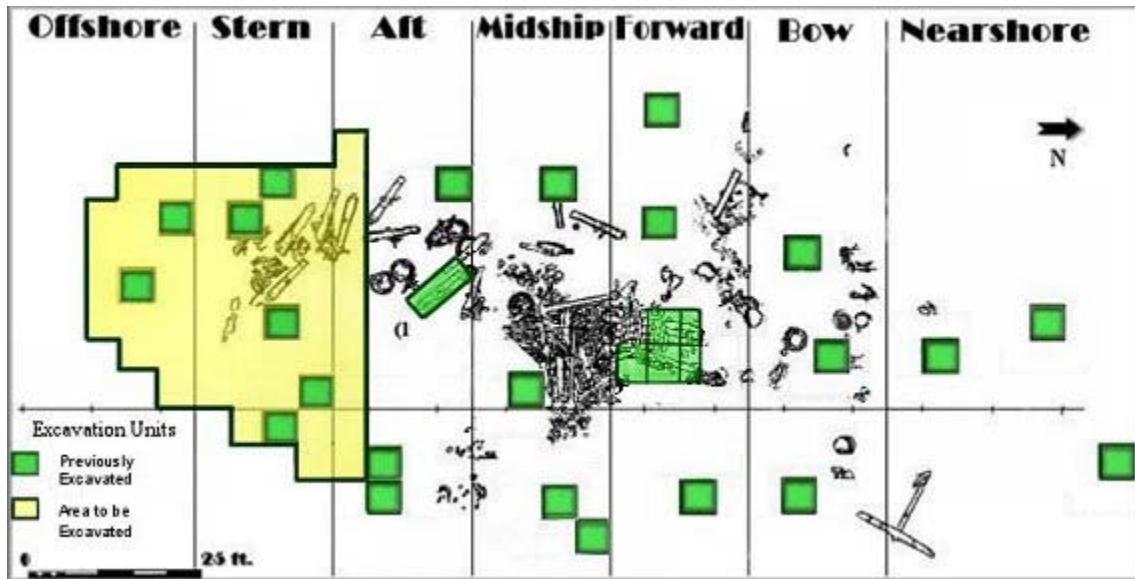 Offshore Stern Aft Midship Forward Bow Nearshore
N
a
Excavation Units
Previously
Excavated
Area to be
Excavated
0 25 ft.